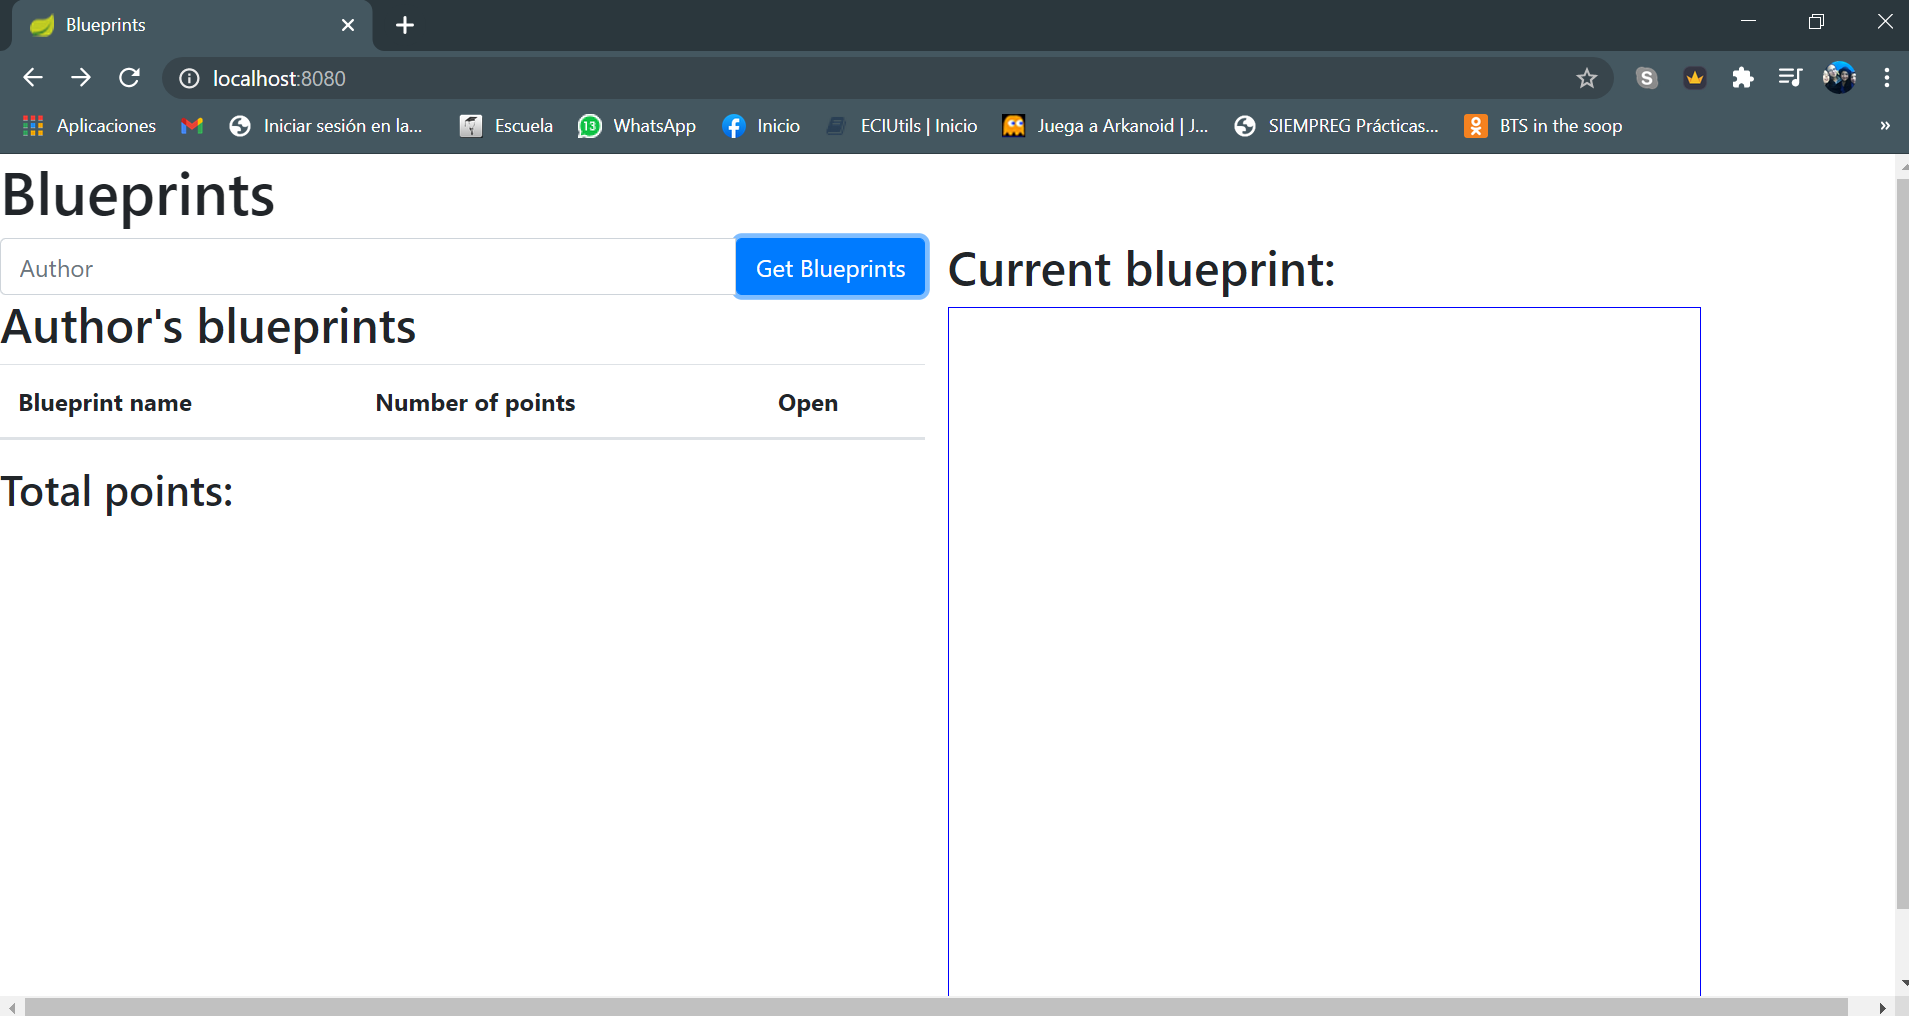 Blueprints
localhost:8080
S
Aplicaciones
Iniciar sesión en la...
Escuela
13
WhatsApp
Inicio
ECIUtils | Inicio
Juega a Arkanoid | J...
SIEMPREG Prácticas...
BTS in the soop
»
Blueprints
Author
Get Blueprints
Current blueprint:
Author's blueprints
Blueprint name
Number of points
Open
Total points: